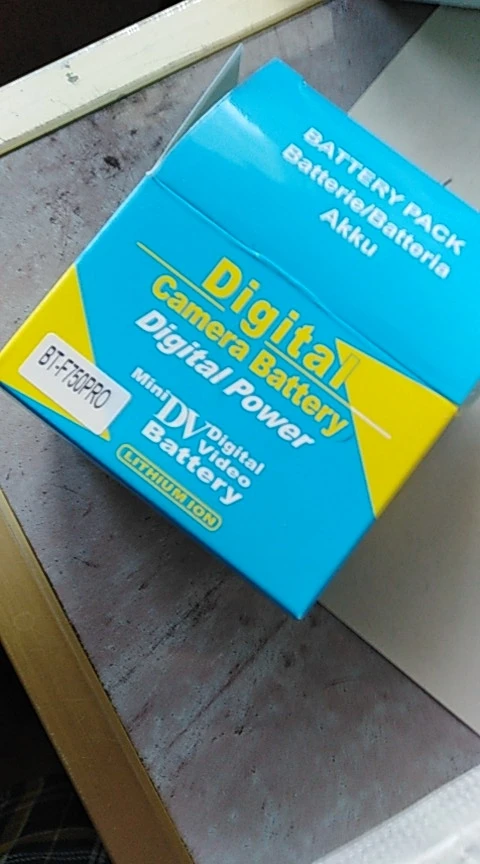 BATTERY PACK
Batterie/Batteria
Akku
Digital
Camera Battery
Digital Power
Mini DV Digital Video
Battery
LITHIUM ION
BT-F750PRO